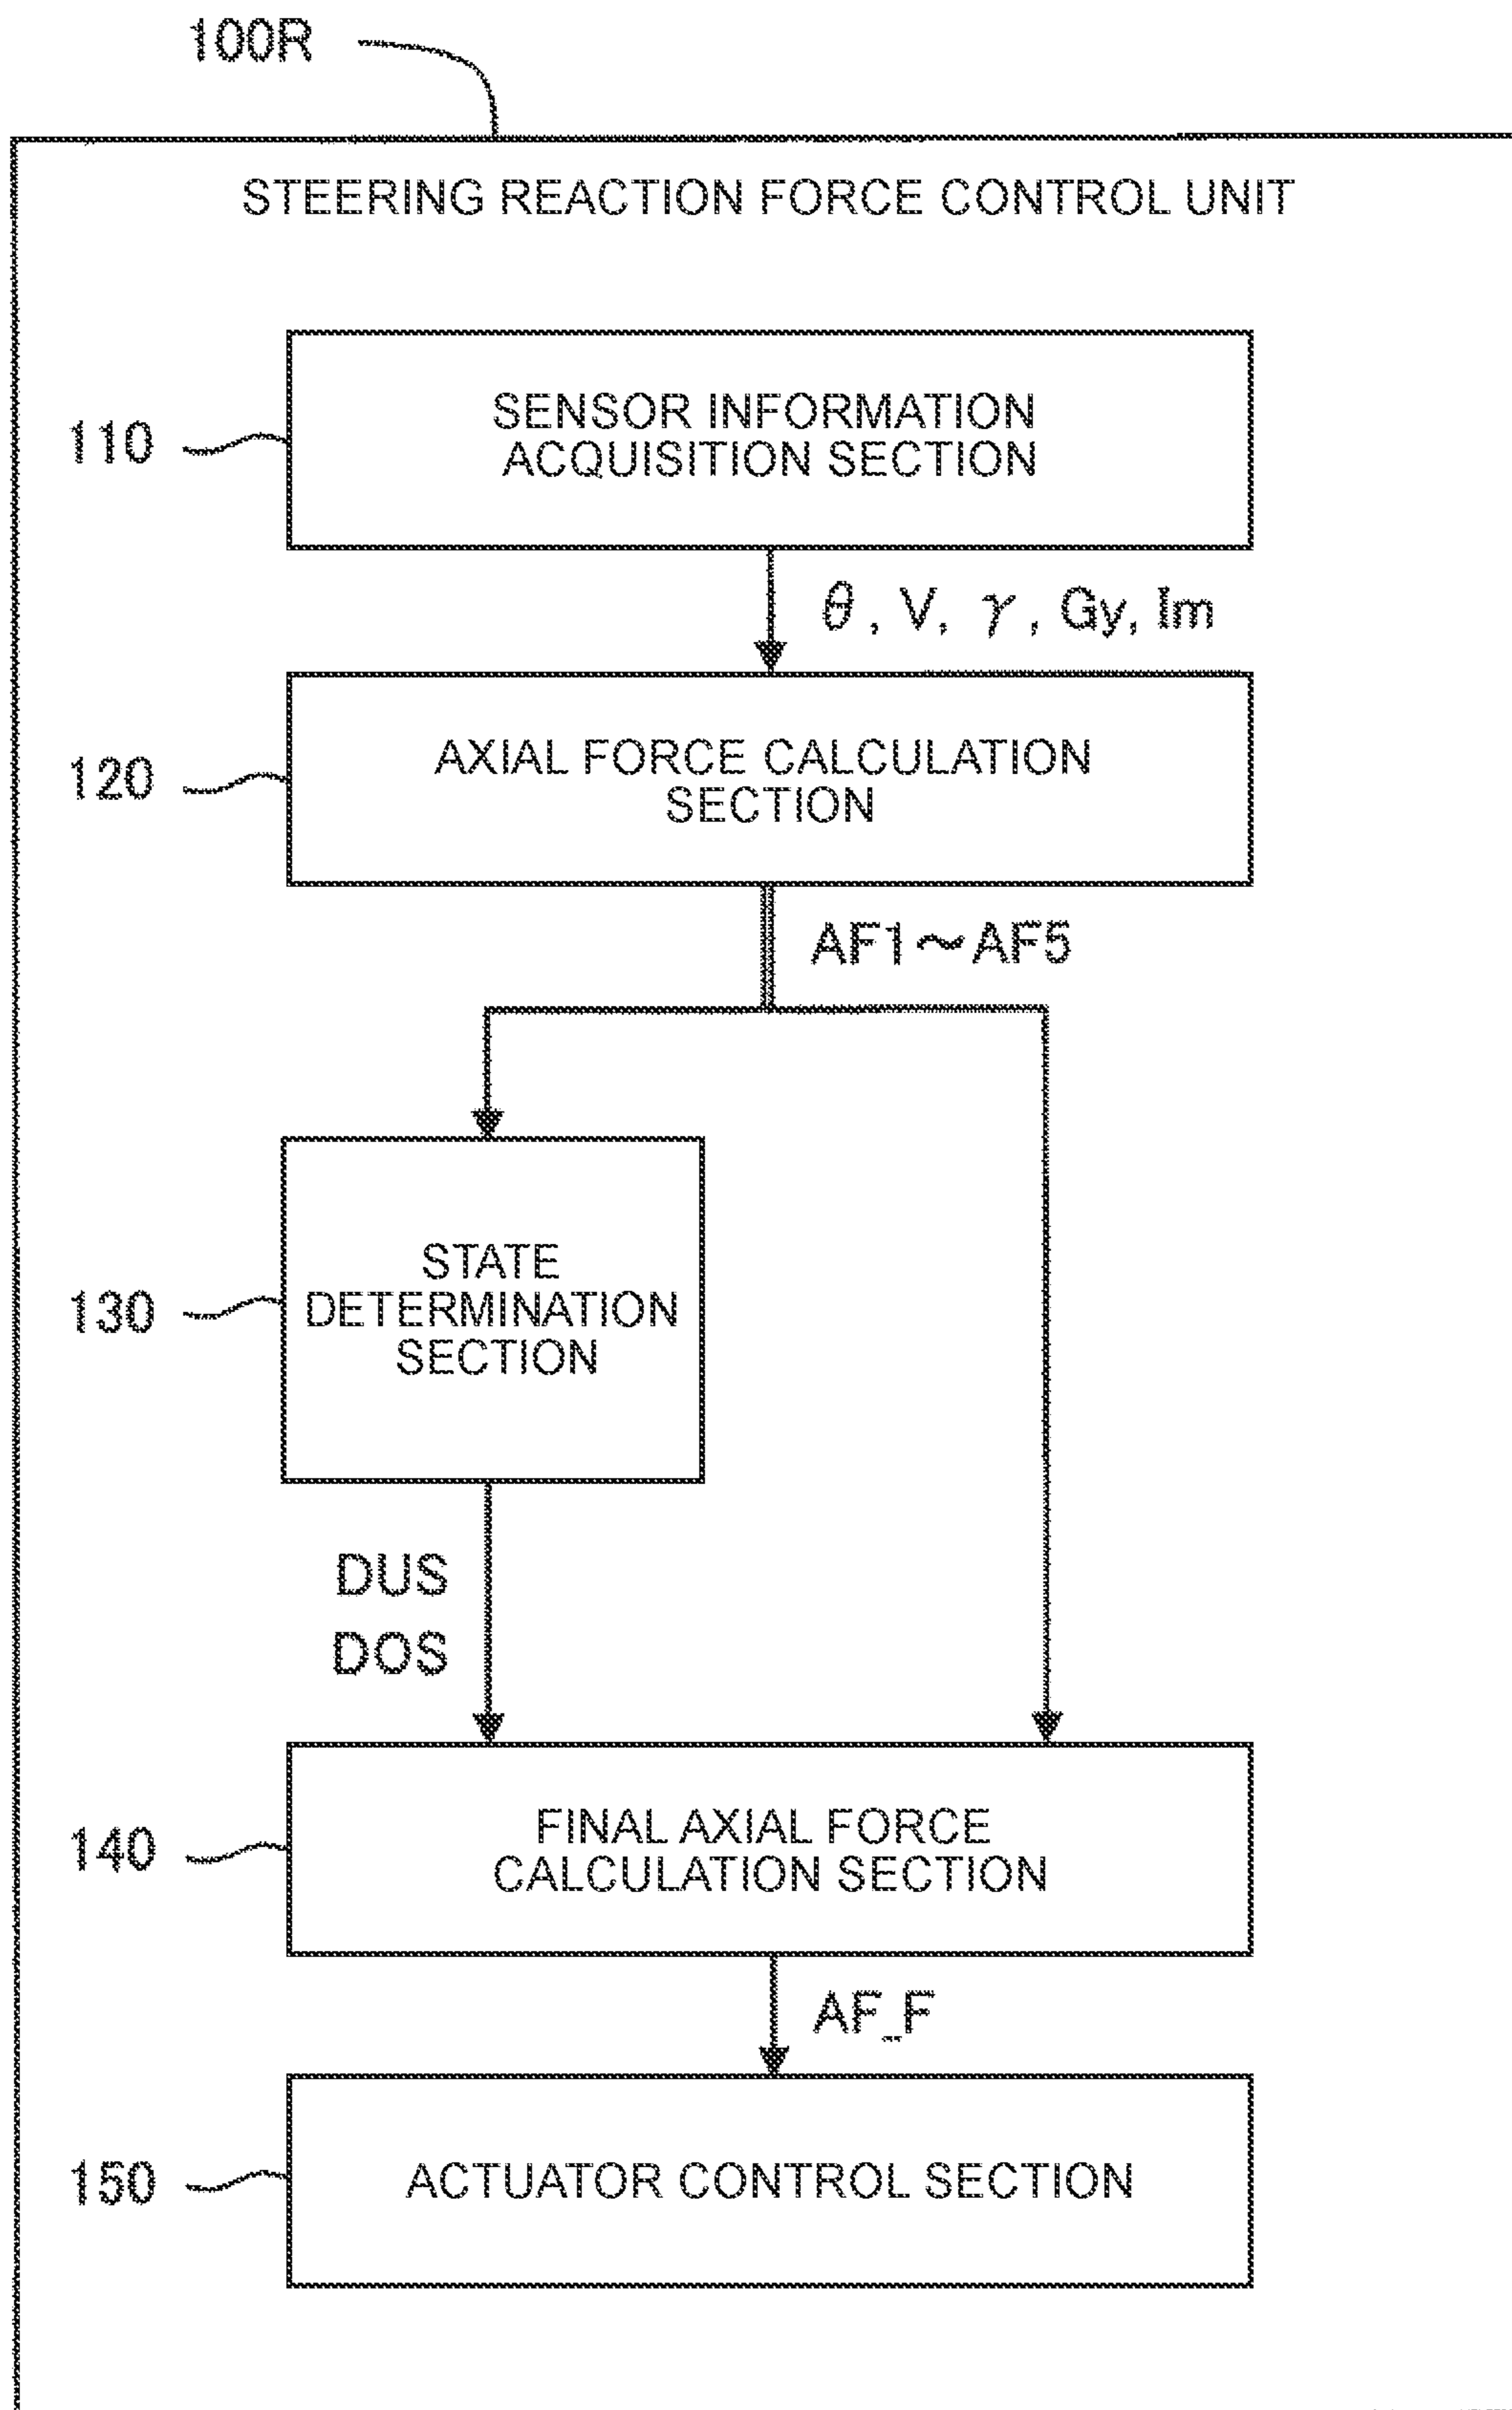 100R
STEERING REACTION FORCE CONTROL UNIT
SENSOR INFORMATION
ACQUISITION SECTION
110
θ, V, γ, Gy, Im
AXIAL FORCE CALCULATION
SECTION
120
AF1～AF5
STATE
DETERMINATION
SECTION
130
DUS
DOS
FINAL AXIAL FORCE
CALCULATION SECTION
140
AF_F
ACTUATOR CONTROL SECTION
150